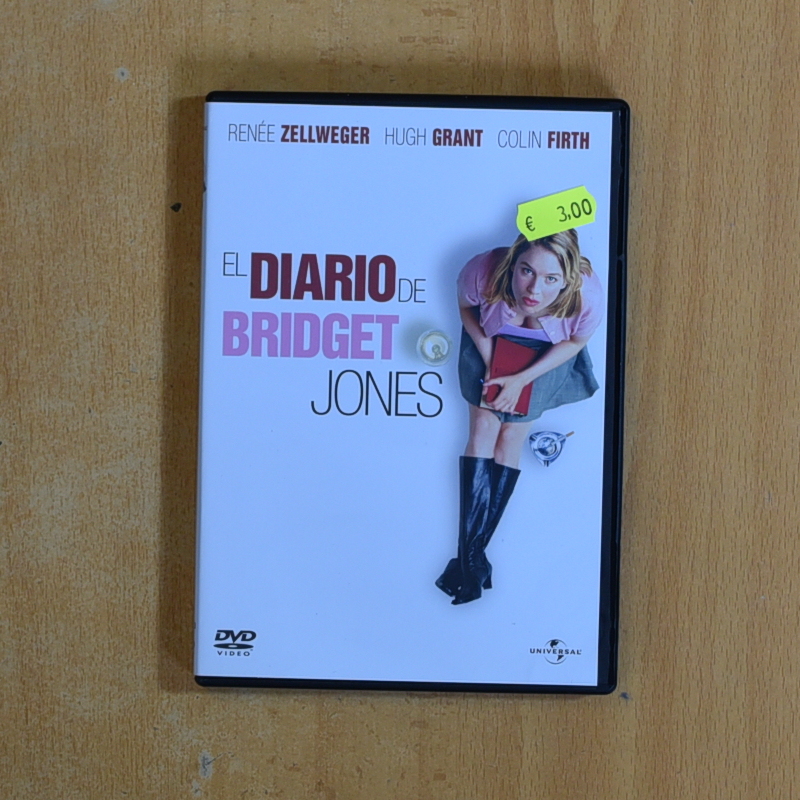 RENÉE ZELLWEGER HUGH GRANT COLIN FIRTH
€ 3,00
EL DIARIO DE
BRIDGET
JONES
DVD
VIDEO
UNIVERSAL